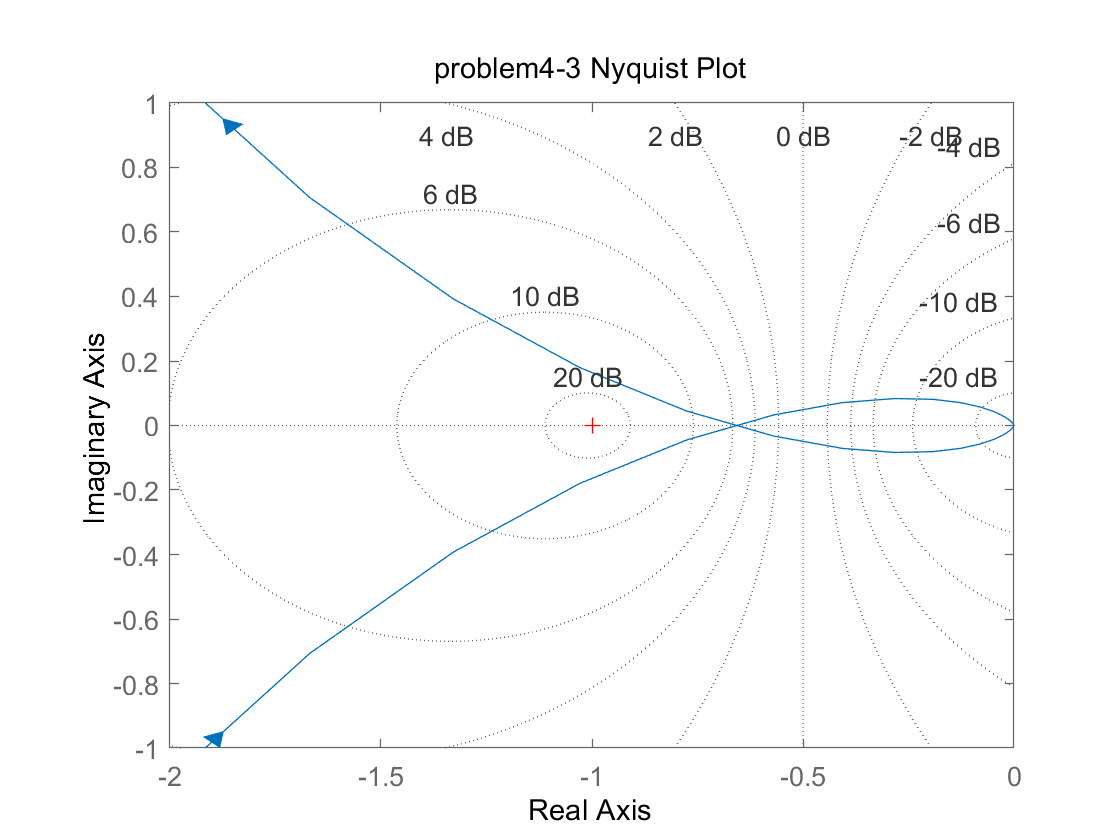 problem4-3 Nyquist Plot
1
0.8
0.6
0.4
0.2
0
-0.2
-0.4
-0.6
-0.8
-1
Imaginary Axis
4 dB
2 dB
0 dB
-2 dB
-4 dB
6 dB
-6 dB
10 dB
-10 dB
20 dB
-20 dB
-2
-1.5
-1
-0.5
0
Real Axis